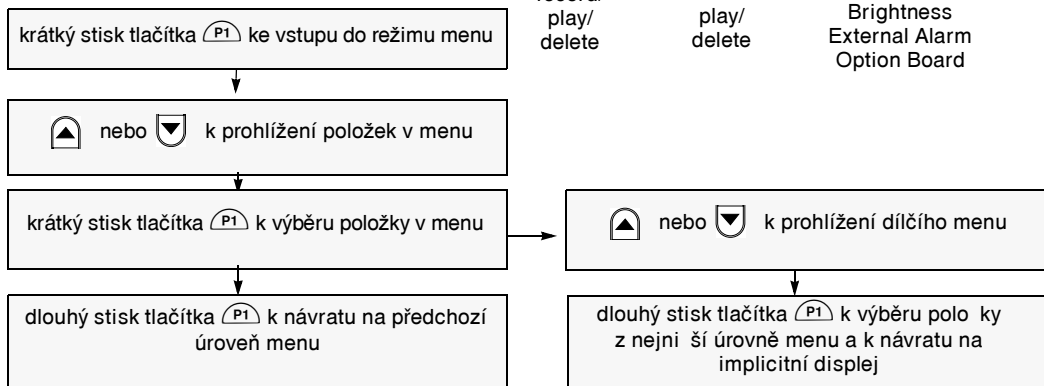 play/
delete
play/
delete
Brightness
External Alarm
Option Board
krátký stisk tlačítka P1 ke vstupu do režimu menu
nebo k prohlížení položek v menu
krátký stisk tlačítka P1 k výběru položky v menu
nebo k prohlížení dílčího menu
dlouhý stisk tlačítka P1 k návratu na předchozí
úroveň menu
dlouhý stisk tlačítka P1 k výběru polo ky
z nejni ší úrovně menu a k návratu na
implicitní displej